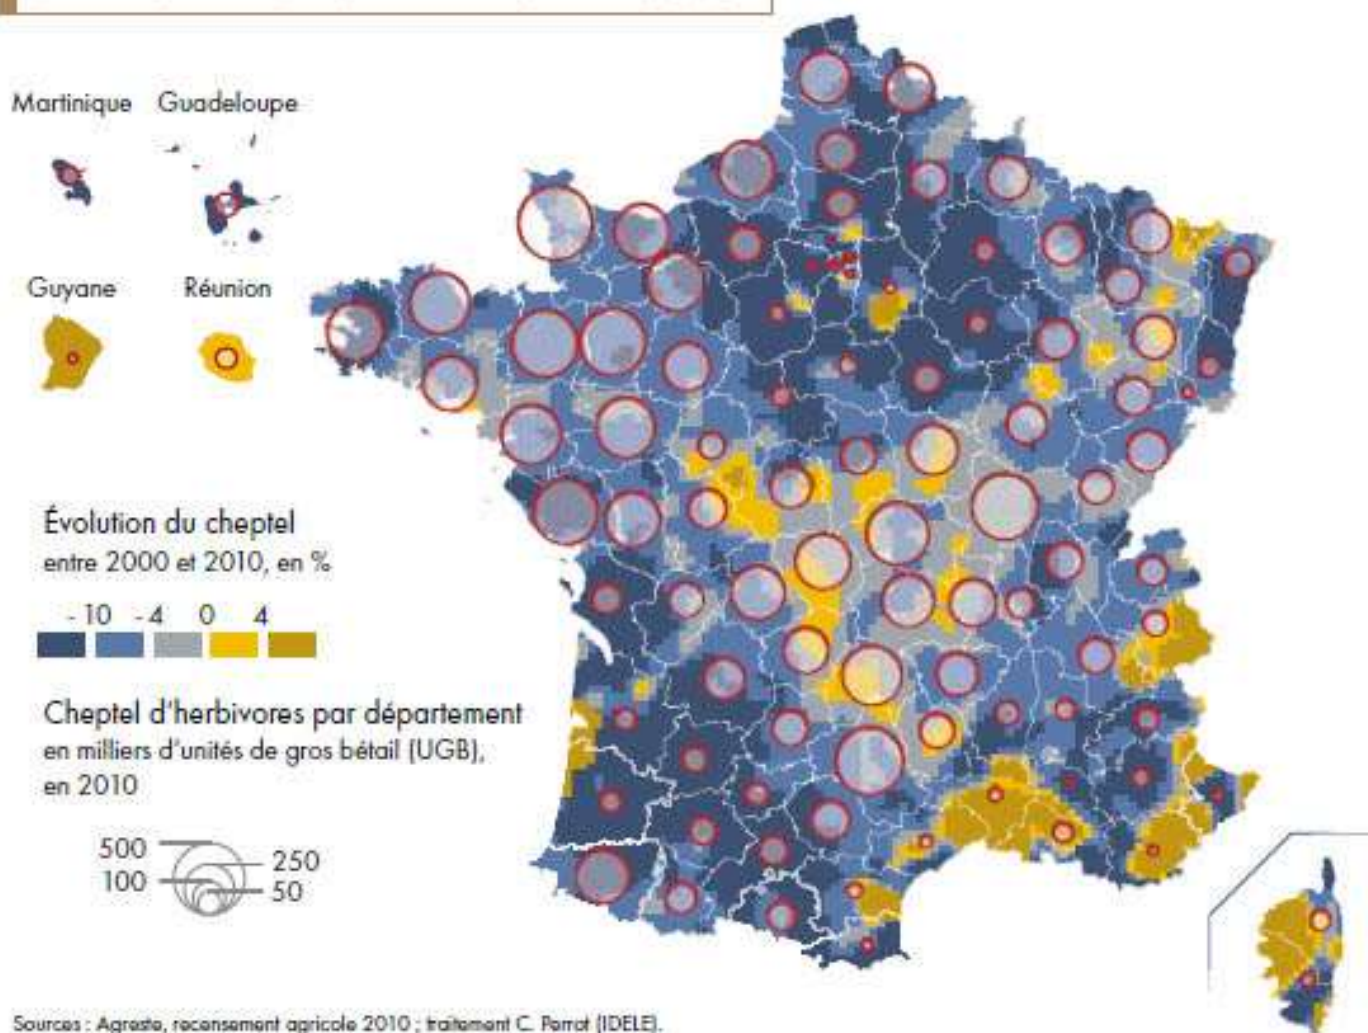 Martinique Guadeloupe
Guyane Réunion
Évolution du cheptel
entre 2000 et 2010, en %
- 10 - 4 0 4
Cheptel d'herbivores par département
en milliers d'unités de gros bétail (UGB),
en 2010
500
250
100
50
Sources : Agreste, recensement agricole 2010 ; traitement C. Perrot (IDELE).